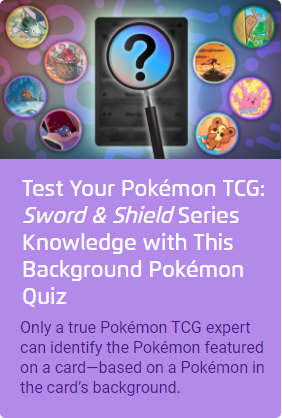 ?
Test Your Pokémon TCG:
Sword & Shield Series
Knowledge with This
Background Pokémon
Quiz
Only a true Pokémon TCG expert
can identify the Pokémon featured
on a card—based on a Pokémon in
the card's background.